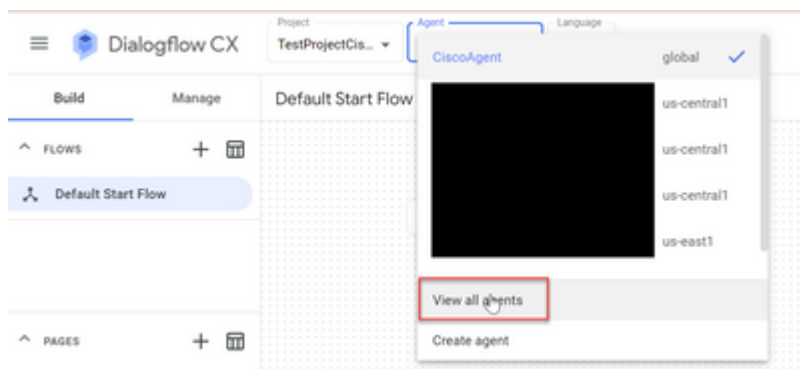 Project
Agent
Language
Dialogflow CX
TestProjectCis...
CiscoAgent
global
Build
Manage
Default Start Flow
us-central1
FLOWS
us-central1
Default Start Flow
us-central1
us-east1
View all agents
PAGES
Create agent